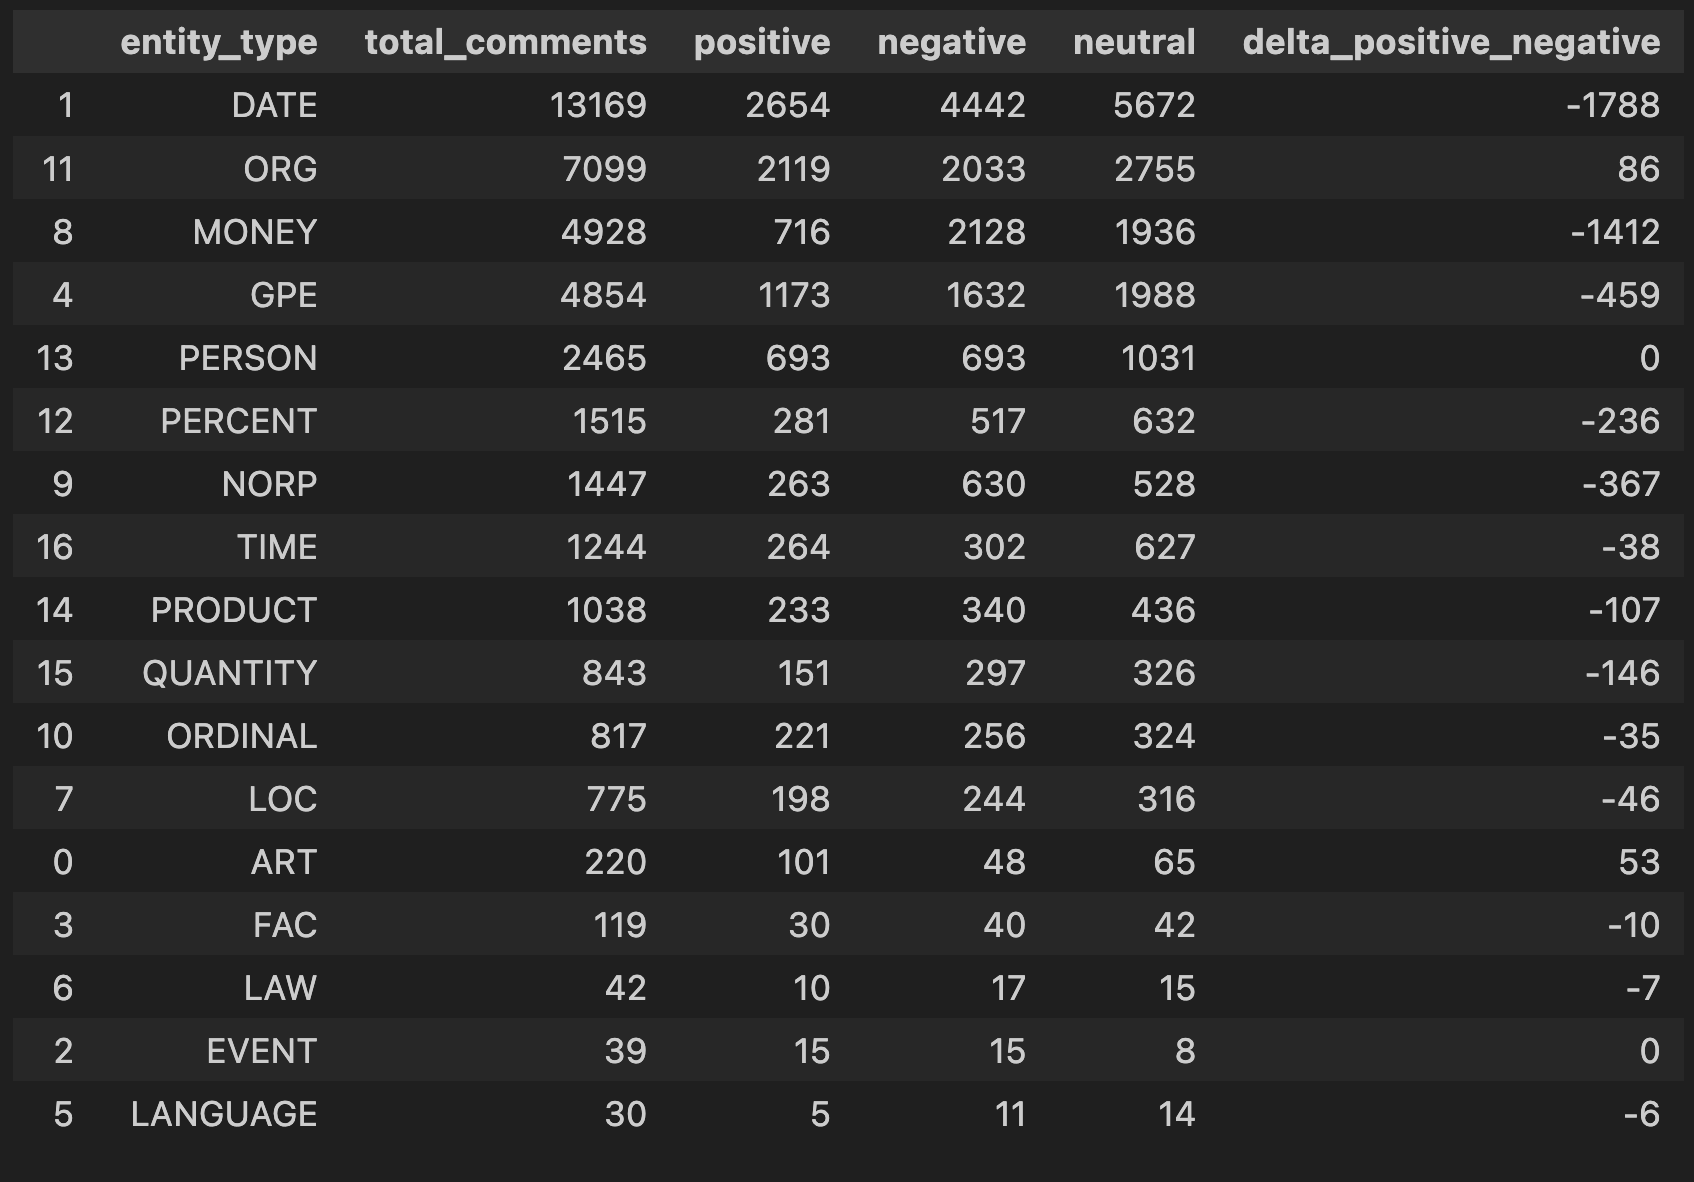 entity_type total_comments positive negative neutral delta_positive_negative
1 DATE 13169 2654 4442 5672 -1788
11 ORG 7099 2119 2033 2755 86
8 MONEY 4928 716 2128 1936 -1412
4 GPE 4854 1173 1632 1988 -459
13 PERSON 2465 693 693 1031 0
12 PERCENT 1515 281 517 632 -236
9 NORP 1447 263 630 528 -367
16 TIME 1244 264 302 627 -38
14 PRODUCT 1038 233 340 436 -107
15 QUANTITY 843 151 297 326 -146
10 ORDINAL 817 221 256 324 -35
7 LOC 775 198 244 316 -46
0 ART 220 101 48 65 53
3 FAC 119 30 40 42 -10
6 LAW 42 10 17 15 -7
2 EVENT 39 15 15 8 0
5 LANGUAGE 30 5 11 14 -6